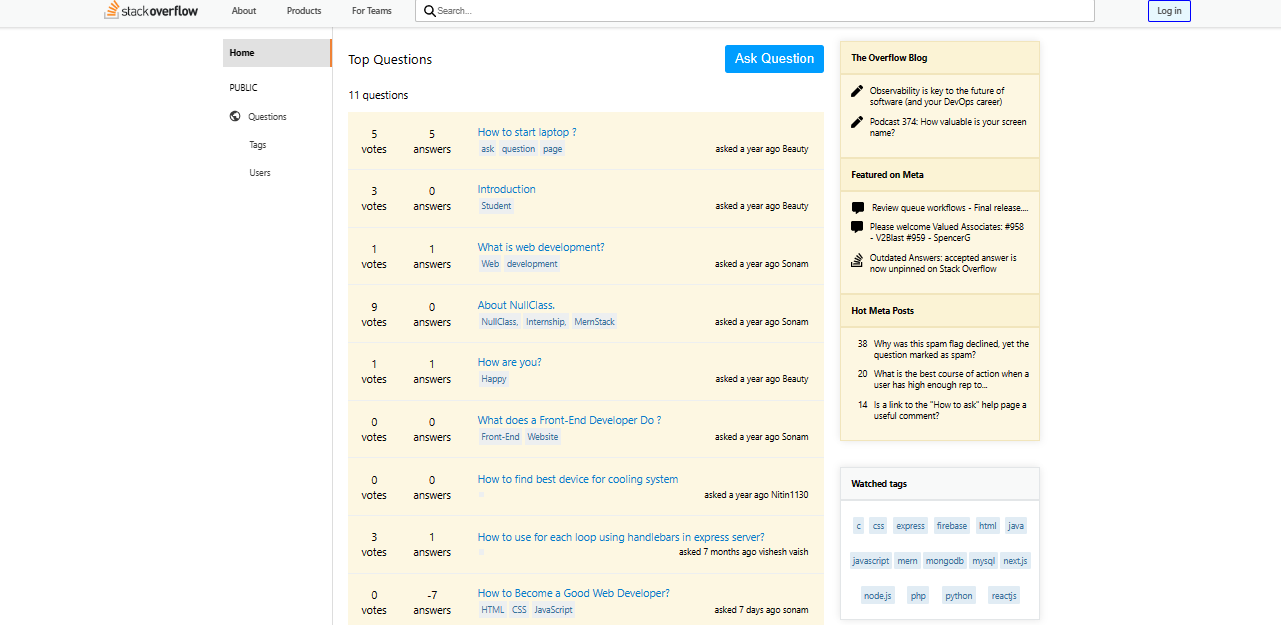 stackoverflow About Products For Teams Search... Log in
Home
PUBLIC
Questions
Tags
Users
Top Questions
Ask Question
11 questions
5 votes 5 answers
How to start laptop ?
ask question page
asked a year ago Beauty
3 votes 0 answers
Introduction
Student
asked a year ago Beauty
1 votes 1 answers
What is web development?
Web development
asked a year ago Sonam
9 votes 0 answers
About NullClass.
NullClass, Internship, MernStack
asked a year ago Sonam
1 votes 1 answers
How are you?
Happy
asked a year ago Beauty
0 votes 0 answers
What does a Front-End Developer Do ?
Front-End Website
asked a year ago Sonam
0 votes 0 answers
How to find best device for cooling system
asked a year ago Nitin1130
3 votes 1 answers
How to use for each loop using handlebars in express server?
asked 7 months ago vishesh vaish
0 votes -7 answers
How to Become a Good Web Developer?
HTML CSS JavaScript
asked 7 days ago sonam
The Overflow Blog
Observability is key to the future of
software (and your DevOps career)
Podcast 374: How valuable is your screen
name?
Featured on Meta
Review queue workflows - Final release....
Please welcome Valued Associates: #958
- V2Blast #959 - SpencerG
Outdated Answers: accepted answer is
now unpinned on Stack Overflow
Hot Meta Posts
38 Why was this spam flag declined, yet the
question marked as spam?
20 What is the best course of action when a
user has high enough rep to...
14 Is a link to the "How to ask" help page a
useful comment?
Watched tags
c css express firebase html java
javascript mern mongodb mysql next.js
node.js php python reactjs